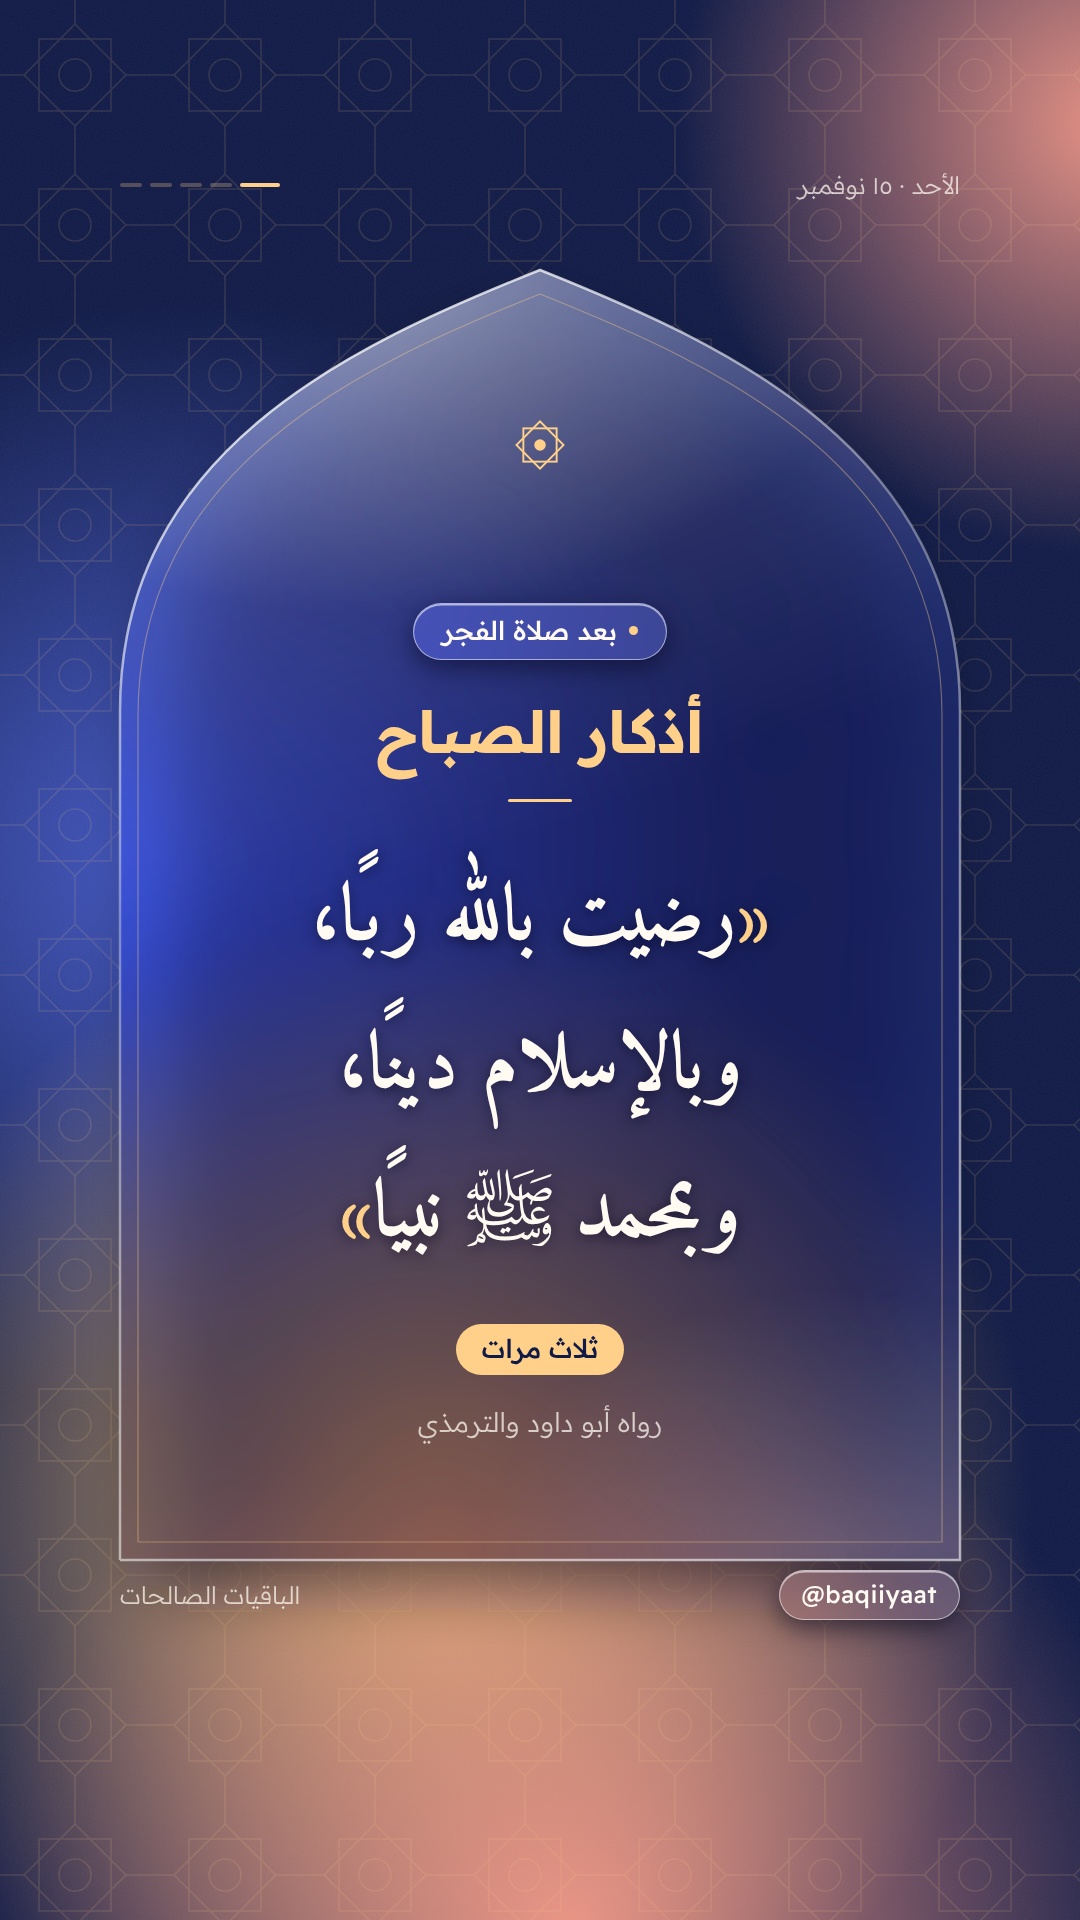 الأحد · ١٥ نوفمبر
بعد صلاة الفجر
أذكار الصباح
«رضيت بالله ربًا،
وبالإسلام دينًا،
وبمحمد ﷺ نبيًا»
ثلاث مرات
رواه أبو داود والترمذي
@baqiiyaat
الباقيات الصالحات